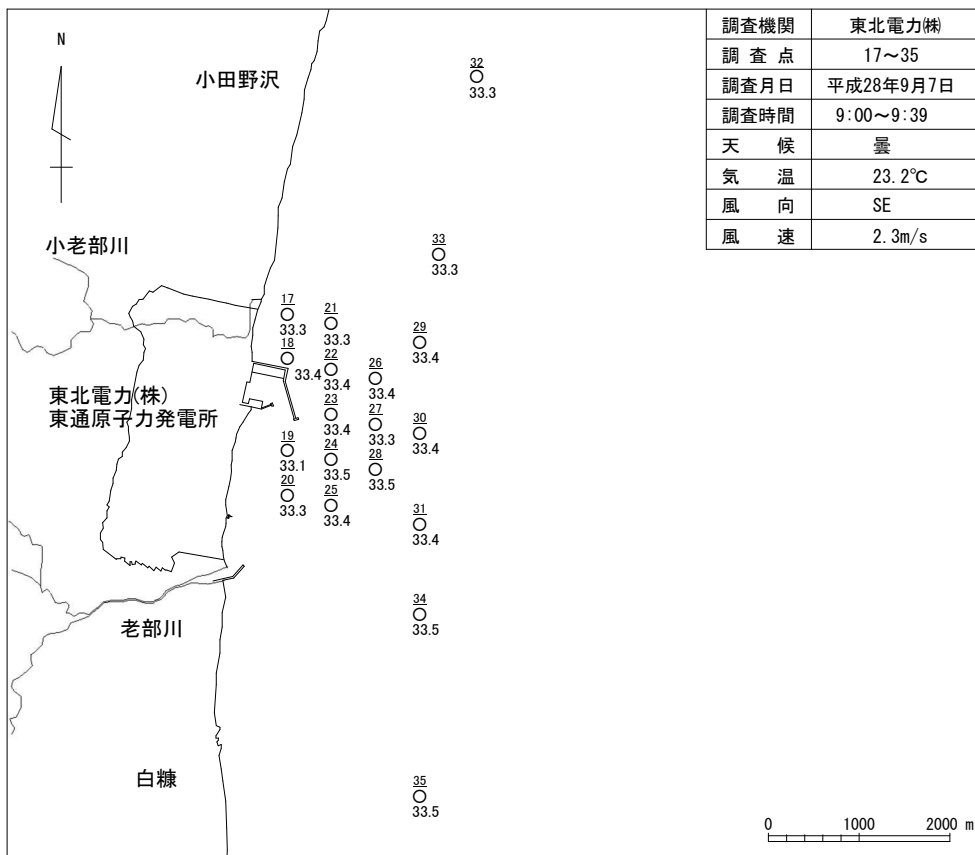 調査機関 東北電力㈱
調査点 17～35
調査月日 平成28年9月7日
調査時間 9:00～9:39
天候 曇
気温 23.2℃
風向 SE
風速 2.3m/s
N
小田野沢
32
33.3
小老部川
33
33.3
17
33.3
21
33.3
18
33.4
29
33.4
22
33.4
26
33.4
東北電力(株)
東通原子力発電所
23
33.4
27
33.3
30
33.4
19
33.1
24
33.5
28
33.5
20
33.3
25
33.4
31
33.4
34
33.5
老部川
白糠
35
33.5
0 1000 2000 m